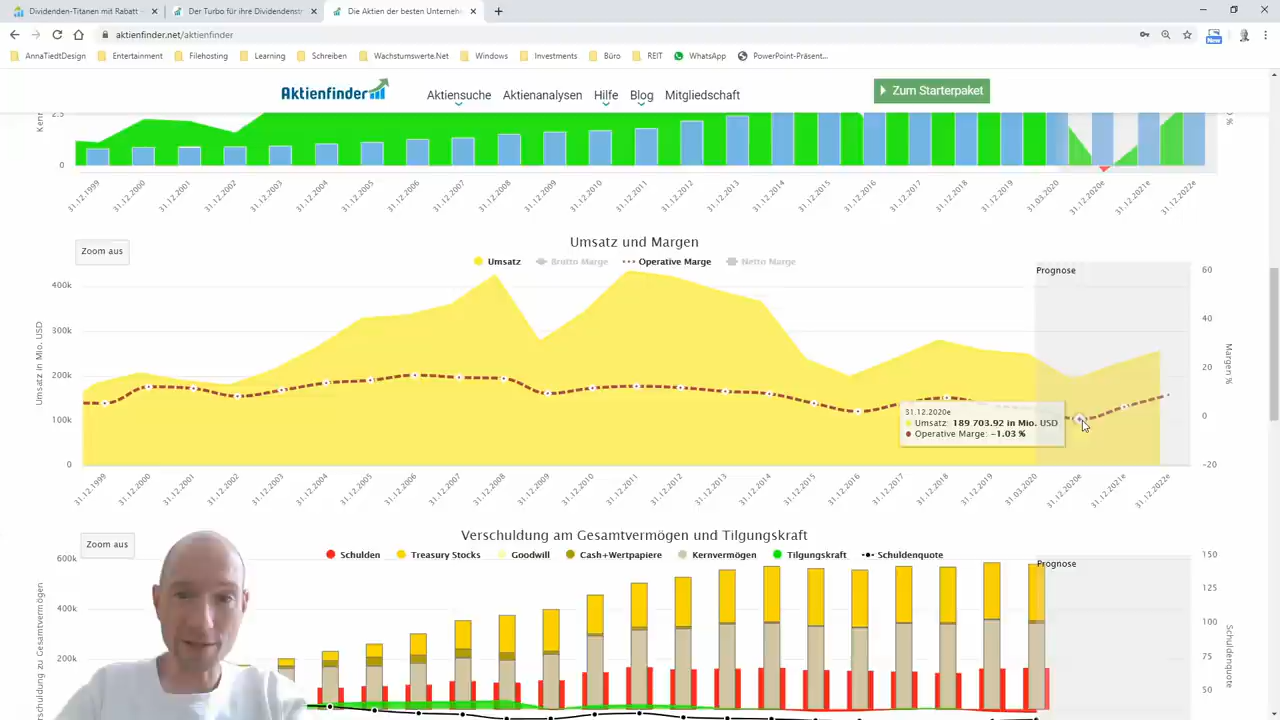 Dividenden-Titanen mit Rabatt - × Der Turbo für ihre Dividendenstr × Die Aktien der besten Unterneh × +
aktienfinder.net/aktienfinder
AnnaTiedtDesign Entertainment Filehosting Learning Schreiben Wachstumswerte.Net Windows Investments Büro REIT WhatsApp PowerPoint-Präsent...
Aktienfinder Aktiensuche Aktienanalysen Hilfe Blog Mitgliedschaft Zum Starterpaket
2.5
0
31.12.1999 31.12.2000 31.12.2001 31.12.2002 31.12.2003 31.12.2004 31.12.2005 31.12.2006 31.12.2007 31.12.2008 31.12.2009 31.12.2010 31.12.2011 31.12.2012 31.12.2013 31.12.2014 31.12.2015 31.12.2016 31.12.2017 31.12.2018 31.12.2019 31.03.2020 31.12.2020e 31.12.2021e 31.12.2022e
Umsatz und Margen
Zoom aus
Umsatz Brutto Marge Operative Marge Netto Marge
Prognose
Umsatz in Mio. USD
400k
300k
200k
100k
0
60
40
20
0
-20
Margen %
31.12.2020e
Umsatz: 189 703.92 in Mio. USD
Operative Marge: -1.03 %
31.12.1999 31.12.2000 31.12.2001 31.12.2002 31.12.2003 31.12.2004 31.12.2005 31.12.2006 31.12.2007 31.12.2008 31.12.2009 31.12.2010 31.12.2011 31.12.2012 31.12.2013 31.12.2014 31.12.2015 31.12.2016 31.12.2017 31.12.2018 31.12.2019 31.03.2020 31.12.2020e 31.12.2021e 31.12.2022e
Verschuldung am Gesamtvermögen und Tilgungskraft
Zoom aus
Schulden Treasury Stocks Goodwill Cash+Wertpapiere Kernvermögen Tilgungskraft Schuldenquote
Prognose
600k
400k
200k
150
125
100
75
50
Schuldenquote